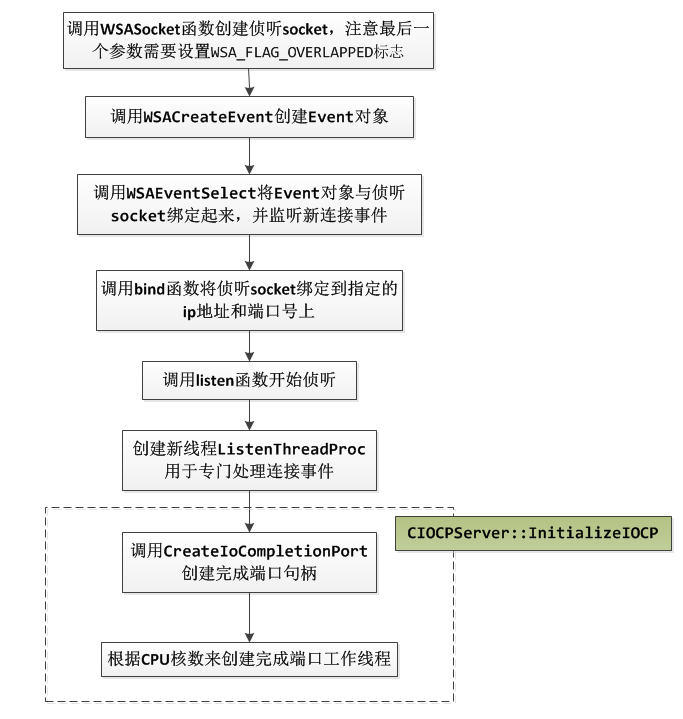 调用WSASocket函数创建侦听socket，注意最后一
个参数需要设置WSA_FLAG_OVERLAPPED标志
调用WSACreateEvent创建Event对象
调用WSAEventSelect将Event对象与侦听
socket绑定起来，并监听新连接事件
调用bind函数将侦听socket绑定到指定的
ip地址和端口号上
调用listen函数开始侦听
创建新线程ListenThreadProc
用于专门处理连接事件
CIOCPServer::InitializeIOCP
调用CreateIoCompletionPort
创建完成端口句柄
根据CPU核数来创建完成端口工作线程